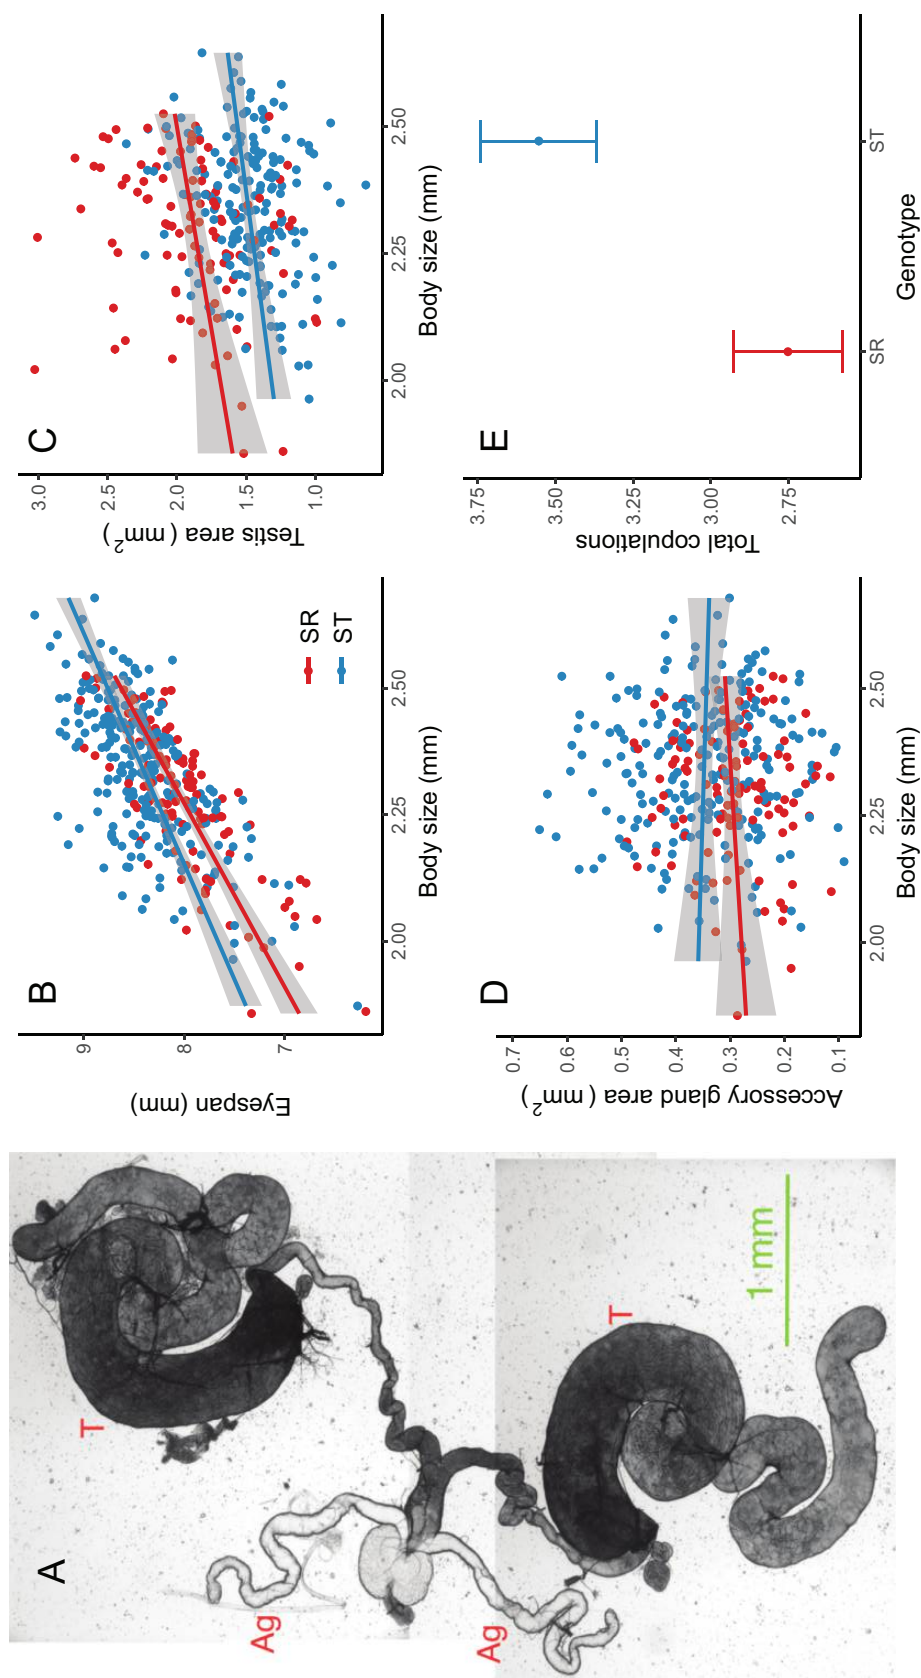 A
T
Ag
Ag
T
1 mm
B
Eyespan (mm)
9
8
7
2.00
2.25
2.50
Body size (mm)
SR
ST
C
Testis area (mm²)
3.0
2.5
2.0
1.5
1.0
2.00
2.25
2.50
Body size (mm)
D
Accessory gland area (mm²)
0.7
0.6
0.5
0.4
0.3
0.2
0.1
2.00
2.25
2.50
Body size (mm)
E
Total copulations
3.75
3.50
3.25
3.00
2.75
SR
ST
Genotype